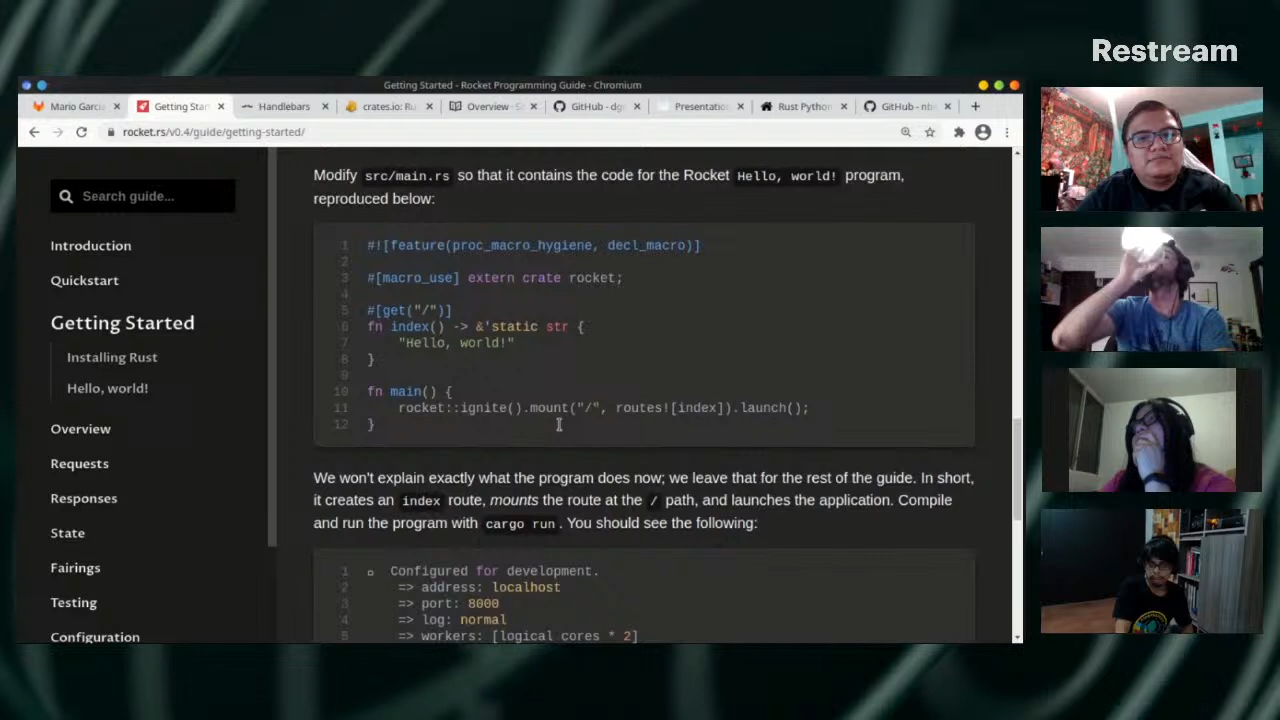 Restream
Getting Started - Rocket Programming Guide - Chromium
Mario Garcia
Getting Star
Handlebars
crates.io: Ru
Overview - S
GitHub - dg
Presentatio
Rust Python
GitHub - nb
rocket.rs/v0.4/guide/getting-started/
Search guide...
Introduction
Quickstart
Getting Started
Installing Rust
Hello, world!
Overview
Requests
Responses
State
Fairings
Testing
Configuration
Modify src/main.rs so that it contains the code for the Rocket Hello, world! program,
reproduced below:
1 #![feature(proc_macro_hygiene, decl_macro)]
2
3 #[macro_use] extern crate rocket;
4
5 #[get("/")]
6 fn index() -> &'static str {
7 "Hello, world!"
8 }
9
10 fn main() {
11 rocket::ignite().mount("/", routes![index]).launch();
12 }
We won't explain exactly what the program does now; we leave that for the rest of the guide. In short,
it creates an index route, mounts the route at the / path, and launches the application. Compile
and run the program with cargo run. You should see the following:
1 Configured for development.
2 => address: localhost
3 => port: 8000
4 => log: normal
5 => workers: [logical cores * 2]